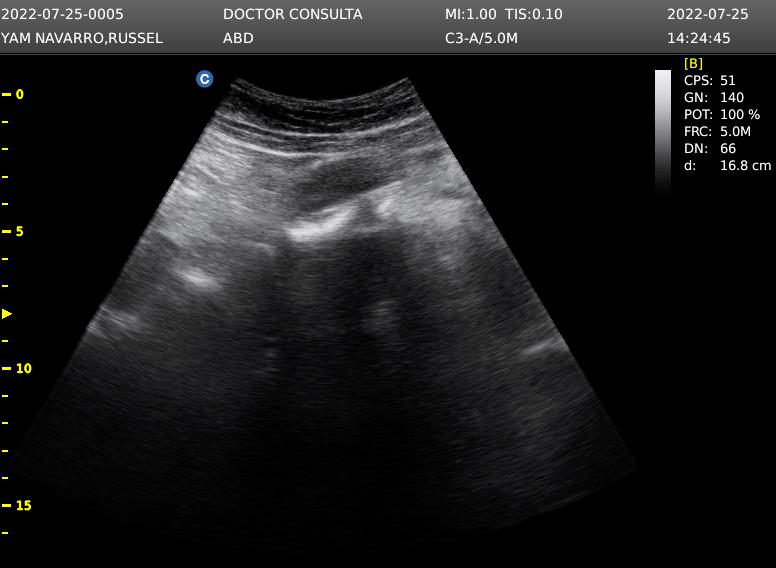 2022-07-25-0005 DOCTOR CONSULTA MI:1.00 TIS:0.10 2022-07-25
YAM NAVARRO,RUSSEL ABD C3-A/5.0M 14:24:45
C
[B]
CPS: 51
GN: 140
POT: 100 %
FRC: 5.0M
DN: 66
d: 16.8 cm
0
5
10
15